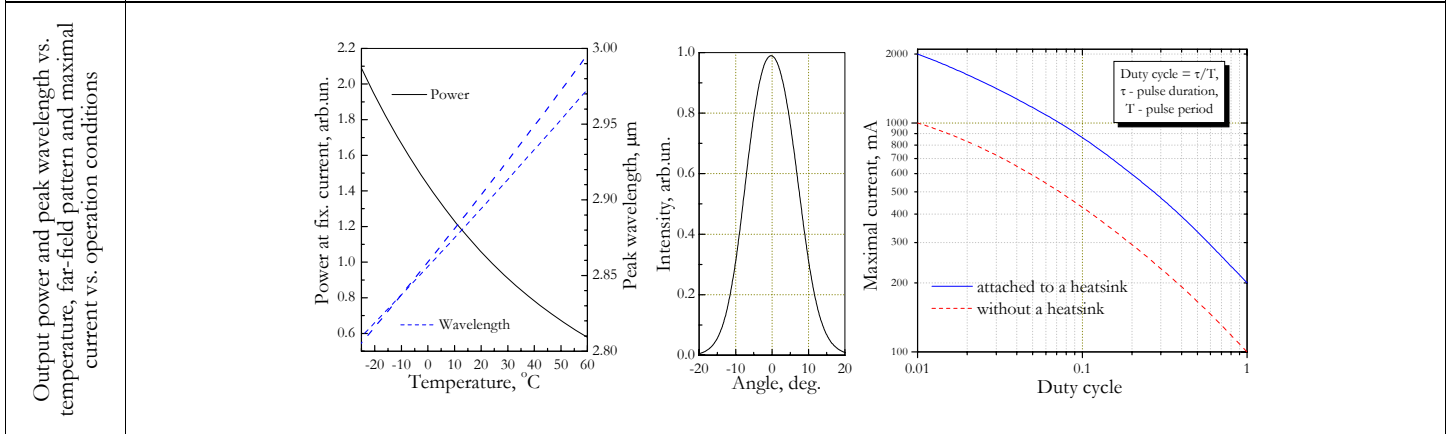 Output power and peak wavelength vs.
temperature, far-field pattern and maximal
current vs. operation conditions
Power at fix. current, arb.un.
2.2
2.0
1.8
1.6
1.4
1.2
1.0
0.8
0.6
Power
Wavelength
3.00
2.95
2.90
2.85
2.80
Peak wavelength, μm
-20 -10 0 10 20 30 40 50 60
Temperature, °C
Intensity, arb.un.
1.0
0.8
0.6
0.4
0.2
0.0
-20 -10 0 10 20
Angle, deg.
Maximal current, mA
2000
1000
900
800
700
600
500
400
300
200
100
Duty cycle = τ/T,
τ - pulse duration,
T - pulse period
attached to a heatsink
without a heatsink
0.01 0.1 1
Duty cycle